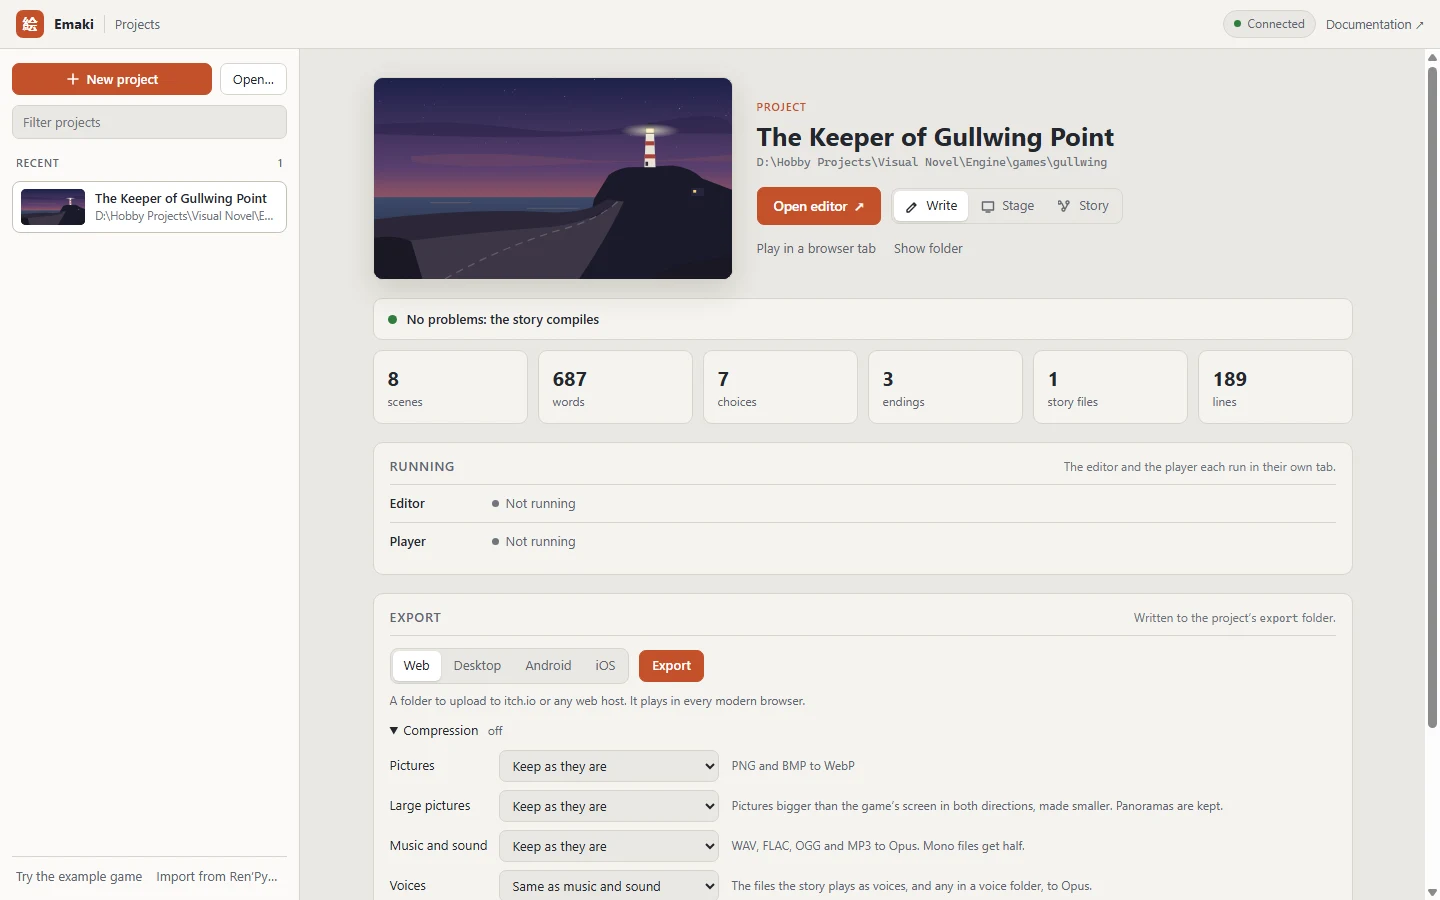 絵 Emaki Projects Connected Documentation ↗
+ New project Open...
Filter projects
RECENT 1
The Keeper of Gullwing Point
D:\Hobby Projects\Visual Novel\E...
Try the example game Import from Ren'Py...
PROJECT
The Keeper of Gullwing Point
D:\Hobby Projects\Visual Novel\Engine\games\gullwing
Open editor ↗ Write Stage Story
Play in a browser tab Show folder
No problems: the story compiles
8 687 7 3 1 189
scenes words choices endings story files lines
RUNNING The editor and the player each run in their own tab.
Editor Not running
Player Not running
EXPORT Written to the project's export folder.
Web Desktop Android iOS Export
A folder to upload to itch.io or any web host. It plays in every modern browser.
▼ Compression off
Pictures Keep as they are PNG and BMP to WebP
Large pictures Keep as they are Pictures bigger than the game's screen in both directions, made smaller. Panoramas are kept.
Music and sound Keep as they are WAV, FLAC, OGG and MP3 to Opus. Mono files get half.
Voices Same as music and sound The files the story plays as voices, and any in a voice folder, to Opus.